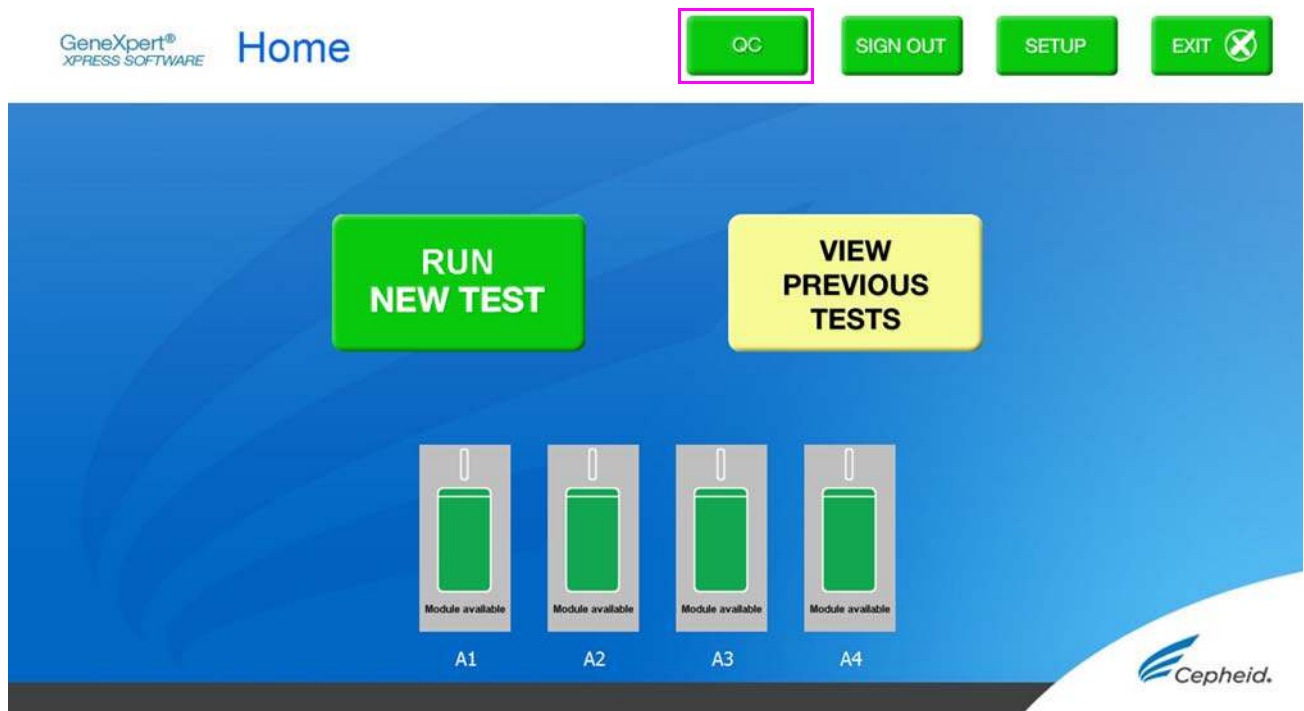 GeneXpert®
XPRESS SOFTWARE
Home
QC
SIGN OUT
SETUP
EXIT
RUN
NEW TEST
VIEW
PREVIOUS
TESTS
Module available
Module available
Module available
Module available
A1
A2
A3
A4
Cepheid.